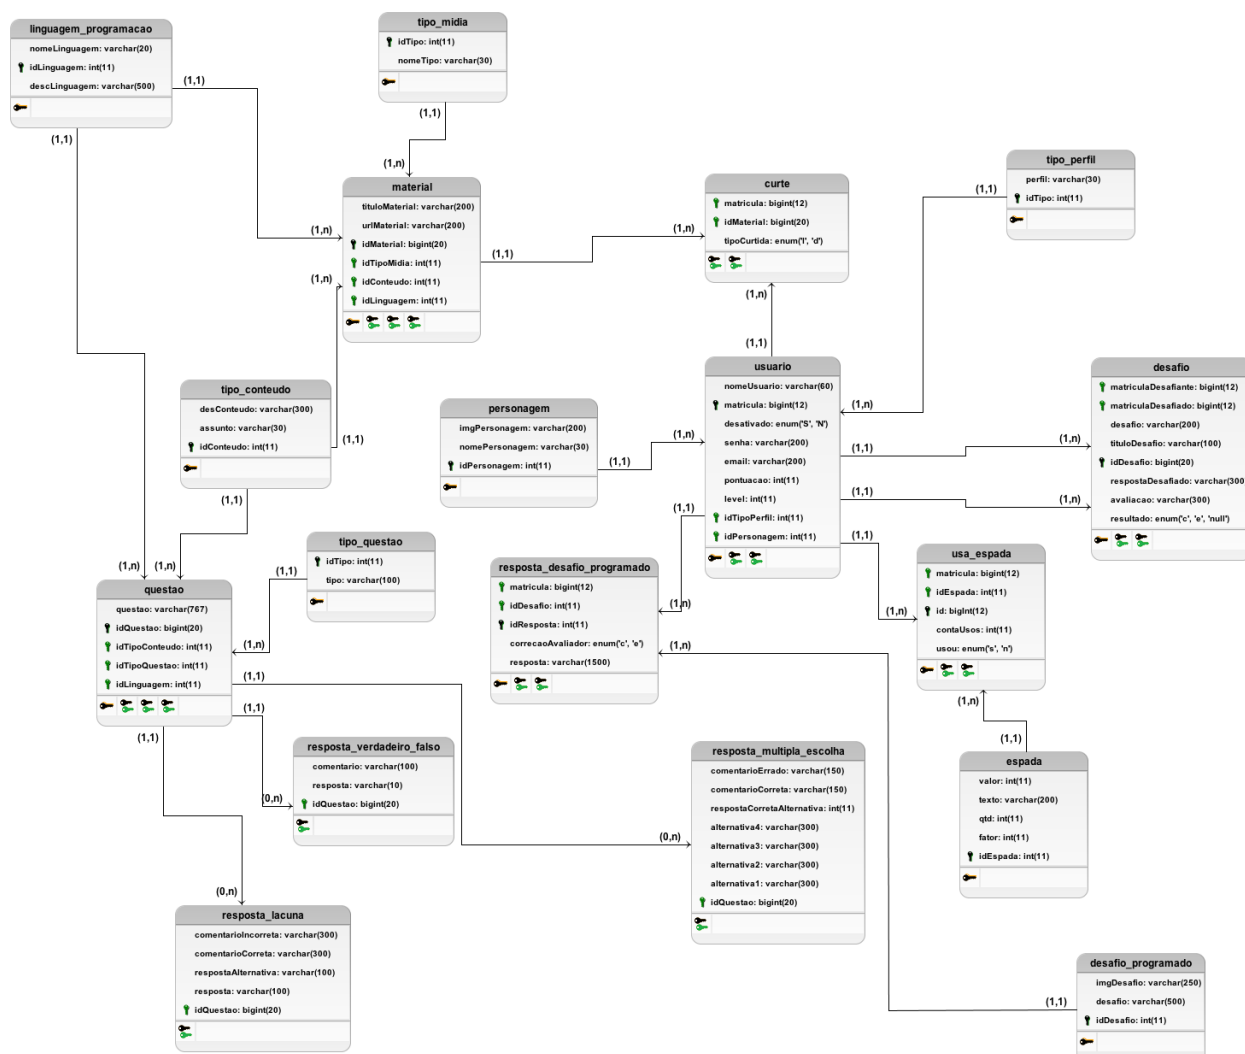 linguagem_programacao
nomeLinguagem: varchar(20)
idLinguagem: int(11)
descLinguagem: varchar(500)
(1,1)
(1,1)
tipo_midia
idTipo: int(11)
nomeTipo: varchar(30)
(1,1)
(1,n)
material
tituloMaterial: varchar(200)
urlMaterial: varchar(200)
idMaterial: bigint(20)
idTipoMidia: int(11)
idConteudo: int(11)
idLinguagem: int(11)
(1,n)
(1,n)
(1,1)
curte
matricula: bigint(12)
idMaterial: bigint(20)
tipoCurtida: enum('l', 'd')
(1,n)
(1,n)
(1,1)
tipo_perfil
perfil: varchar(30)
idTipo: int(11)
(1,1)
tipo_conteudo
desConteudo: varchar(300)
assunto: varchar(30)
idConteudo: int(11)
(1,1)
(1,1)
personagem
imgPersonagem: varchar(200)
nomePersonagem: varchar(30)
idPersonagem: int(11)
(1,1)
(1,n)
usuario
nomeUsuario: varchar(60)
matricula: bigint(12)
desativado: enum('S', 'N')
senha: varchar(200)
email: varchar(200)
pontuacao: int(11)
level: int(11)
idTipoPerfil: int(11)
idPersonagem: int(11)
(1,n)
(1,1)
(1,1)
(1,1)
(1,1)
(1,n)
(1,n)
desafio
matriculaDesafiante: bigint(12)
matriculaDesafiado: bigint(12)
desafio: varchar(200)
tituloDesafio: varchar(100)
idDesafio: bigint(20)
respostaDesafiado: varchar(300
avaliacao: varchar(300)
resultado: enum('c', 'e', 'null')
tipo_questao
idTipo: int(11)
tipo: varchar(100)
(1,1)
(1,n)
resposta_desafio_programado
matricula: bigint(12)
idDesafio: int(11)
idResposta: int(11)
correcaoAvaliador: enum('c', 'e')
resposta: varchar(1500)
(1,n)
(1,n)
usa_espada
matricula: bigint(12)
idEspada: int(11)
id: bigInt(12)
contaUsos: int(11)
usou: enum('s', 'n')
(1,n)
(1,n)
(1,1)
(1,n)
(1,n)
questao
questao: varchar(767)
idQuestao: bigint(20)
idTipoConteudo: int(11)
idTipoQuestao: int(11)
idLinguagem: int(11)
(1,1)
(1,1)
(1,1)
resposta_verdadeiro_falso
comentario: varchar(100)
resposta: varchar(10)
idQuestao: bigint(20)
(0,n)
resposta_multipla_escolha
comentarioErrado: varchar(150)
comentarioCorreta: varchar(150)
respostaCorretaAlternativa: int(11)
alternativa4: varchar(300)
alternativa3: varchar(300)
alternativa2: varchar(300)
alternativa1: varchar(300)
idQuestao: bigint(20)
(0,n)
espada
valor: int(11)
texto: varchar(200)
qtd: int(11)
fator: int(11)
idEspada: int(11)
(0,n)
resposta_lacuna
comentarioIncorreta: varchar(300)
comentarioCorreta: varchar(300)
respostaAlternativa: varchar(100)
resposta: varchar(100)
idQuestao: bigint(20)
desafio_programado
imgDesafio: varchar(250)
desafio: varchar(500)
idDesafio: int(11)
(1,1)